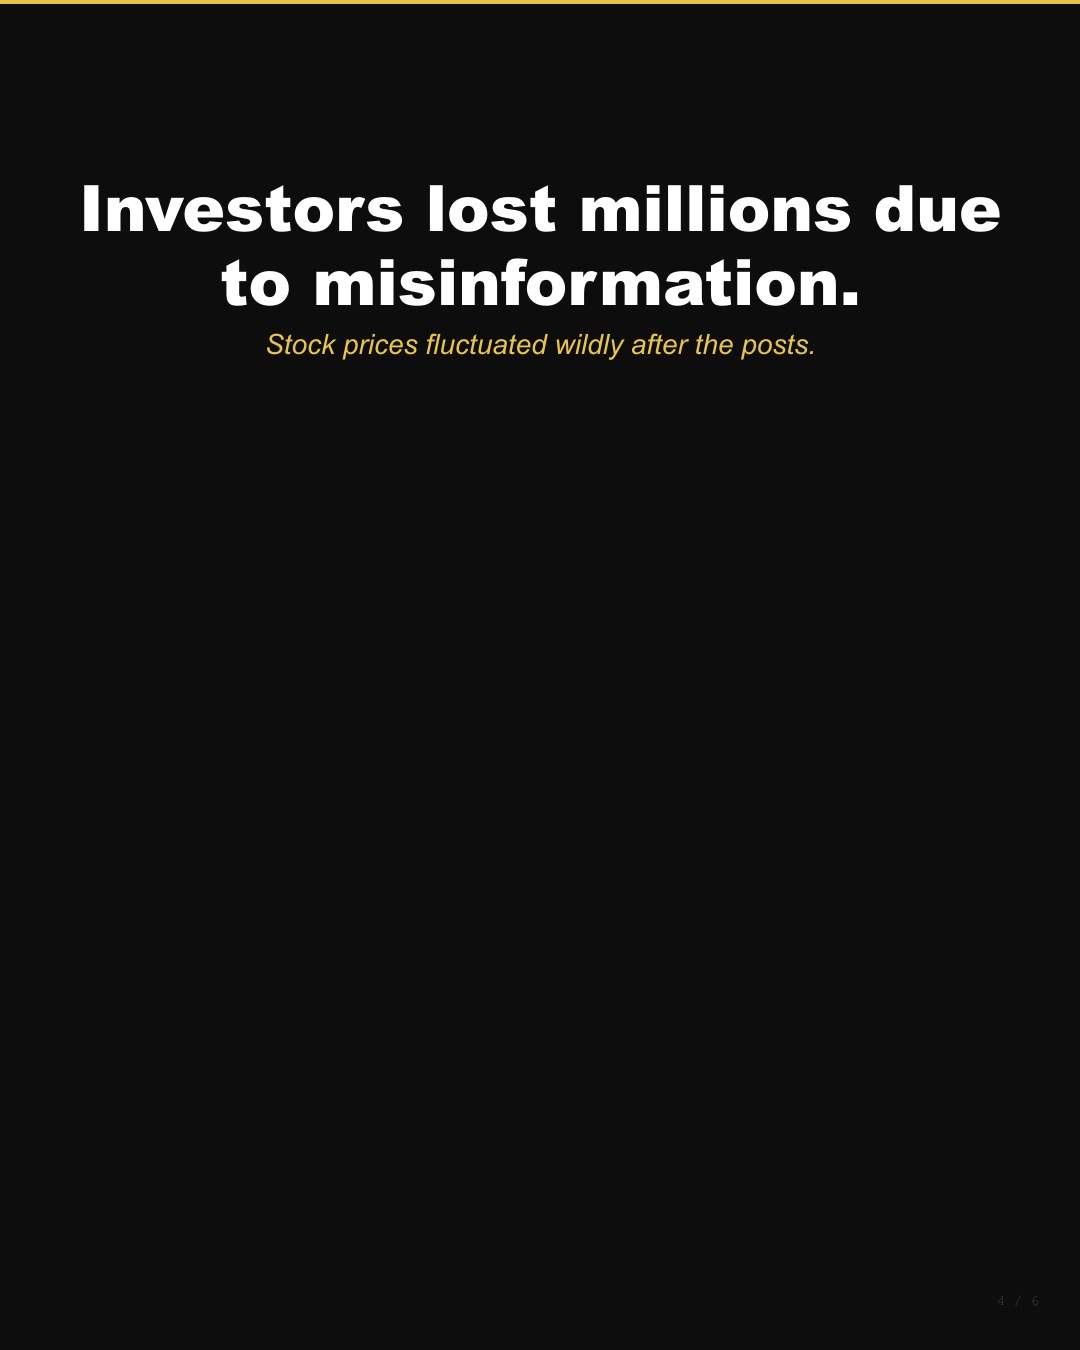 Investors lost millions due
to misinformation.
Stock prices fluctuated wildly after the posts.
4 / 6